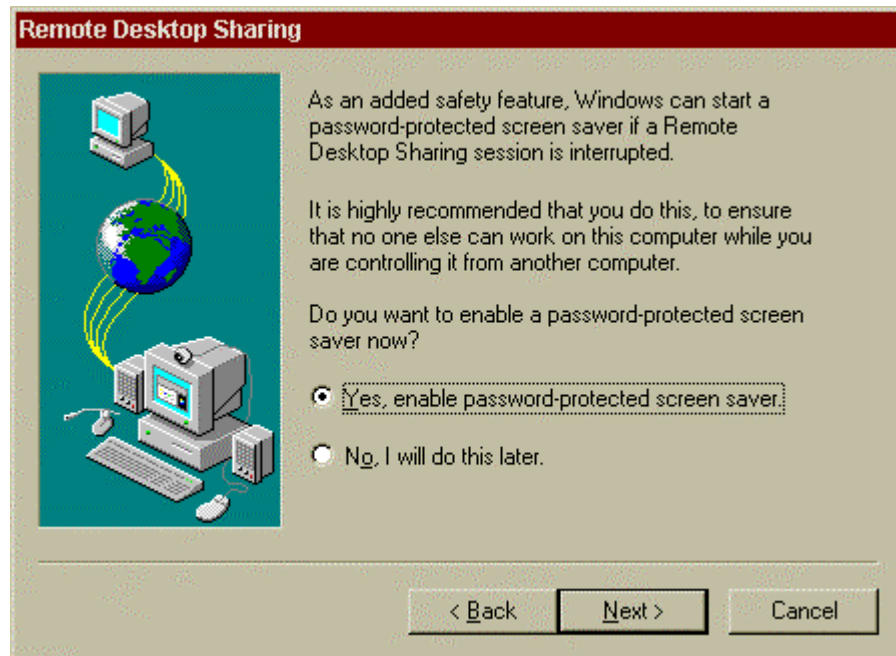 Remote Desktop Sharing
As an added safety feature, Windows can start a
password-protected screen saver if a Remote
Desktop Sharing session is interrupted.
It is highly recommended that you do this, to ensure
that no one else can work on this computer while you
are controlling it from another computer.
Do you want to enable a password-protected screen
saver now?
Yes, enable password-protected screen saver.
No, I will do this later.
< Back
Next >
Cancel